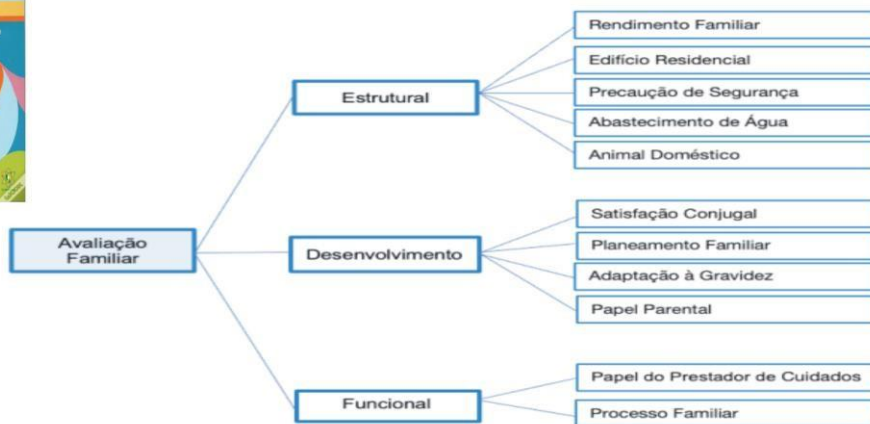 Avaliação
Familiar
Estrutural
Rendimento Familiar
Edifício Residencial
Precaução de Segurança
Abastecimento de Água
Animal Doméstico
Desenvolvimento
Satisfação Conjugal
Planeamento Familiar
Adaptação à Gravidez
Papel Parental
Funcional
Papel do Prestador de Cuidados
Processo Familiar